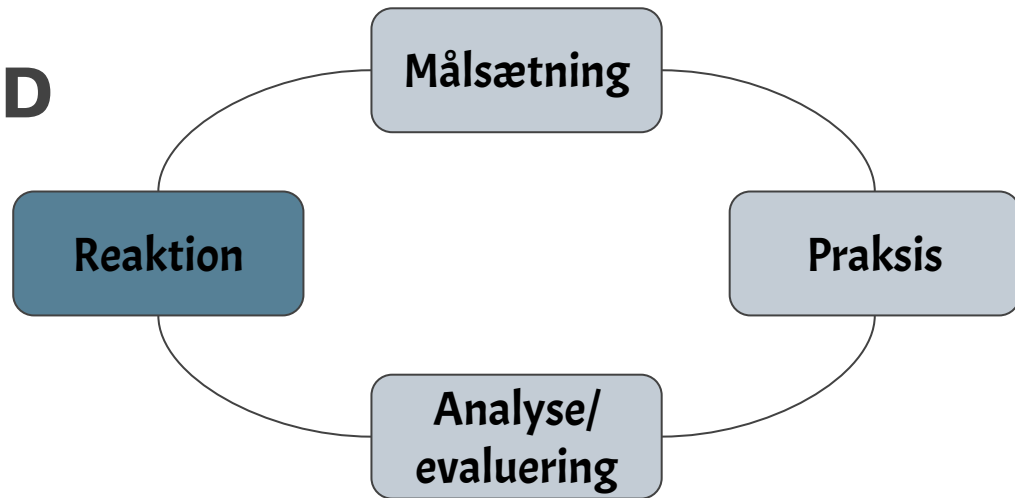 D
Målsætning
Reaktion
Praksis
Analyse/
evaluering